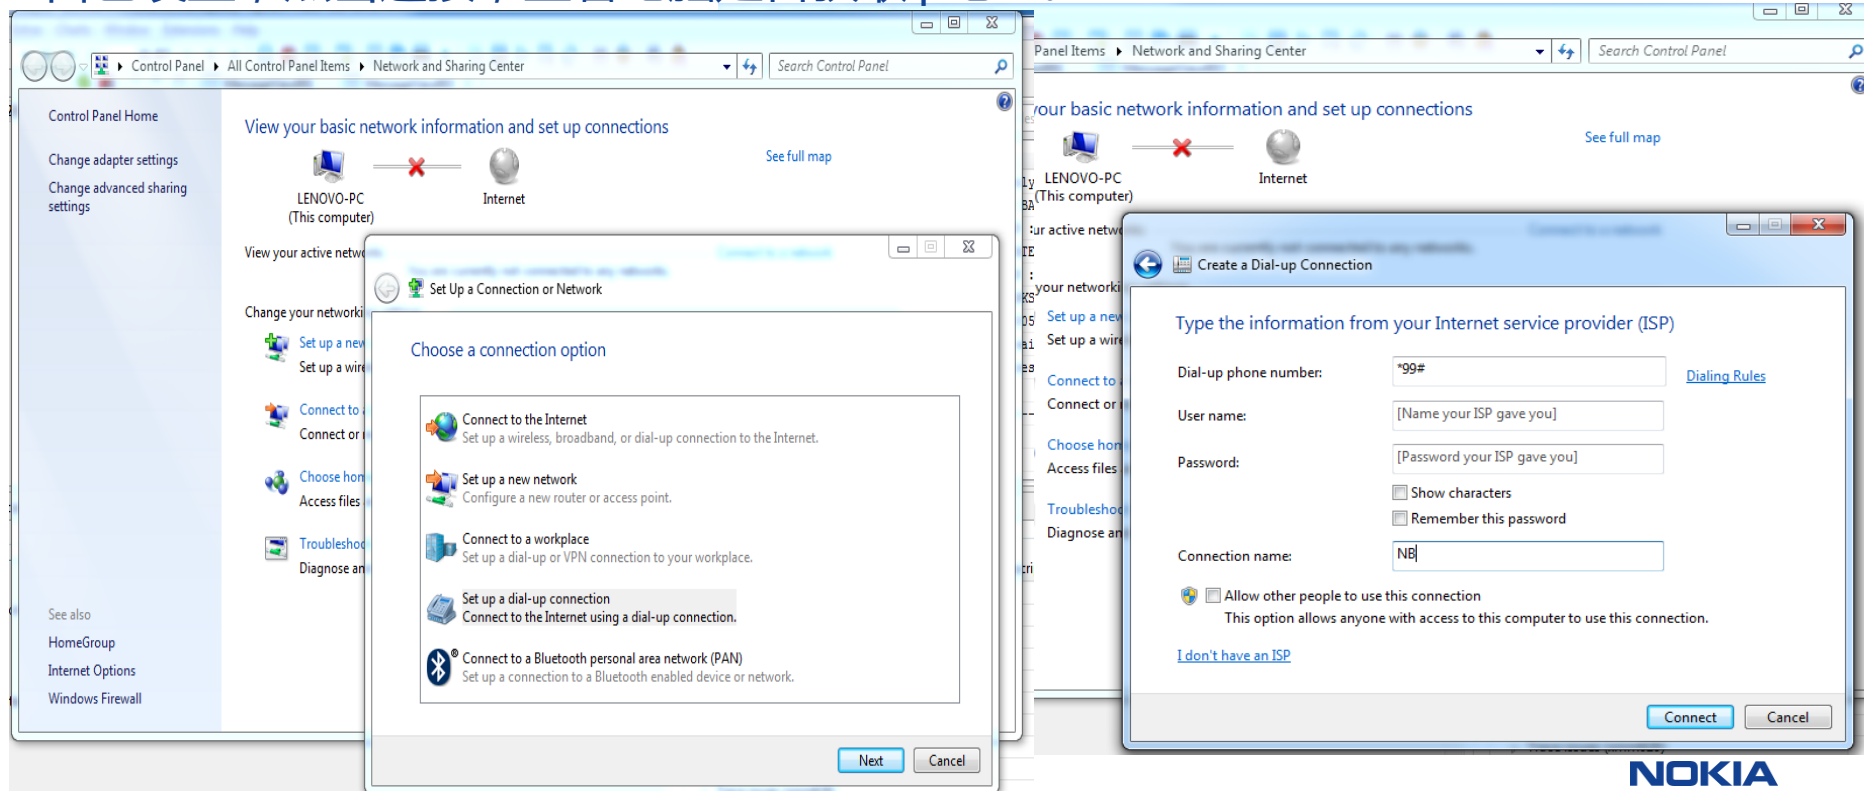 Control Panel ▸ All Control Panel Items ▸ Network and Sharing Center
Search Control Panel
Control Panel Home
Change adapter settings
Change advanced sharing
settings
See also
HomeGroup
Internet Options
Windows Firewall
View your basic network information and set up connections
See full map
LENOVO-PC
(This computer)
Internet
View your active netwo
Change your networki
Set up a new
Set up a wire
Connect to
Connect or
Choose hom
Access files
Troubleshoo
Diagnose an
Set Up a Connection or Network
Choose a connection option
Connect to the Internet
Set up a wireless, broadband, or dial-up connection to the Internet.
Set up a new network
Configure a new router or access point.
Connect to a workplace
Set up a dial-up or VPN connection to your workplace.
Set up a dial-up connection
Connect to the Internet using a dial-up connection.
Connect to a Bluetooth personal area network (PAN)
Set up a connection to a Bluetooth enabled device or network.
Next
Cancel
Panel Items ▸ Network and Sharing Center
Search Control Panel
your basic network information and set up connections
See full map
LENOVO-PC
(This computer)
Internet
ur active netwo
your networki
Set up a new
Set up a wire
Connect to
Connect or
Choose hom
Access files
Troubleshoo
Diagnose an
Create a Dial-up Connection
Type the information from your Internet service provider (ISP)
Dial-up phone number:
*99#
Dialing Rules
User name:
[Name your ISP gave you]
Password:
[Password your ISP gave you]
Show characters
Remember this password
Connection name:
NB
Allow other people to use this connection
This option allows anyone with access to this computer to use this connection.
I don't have an ISP
Connect
Cancel
NOKIA